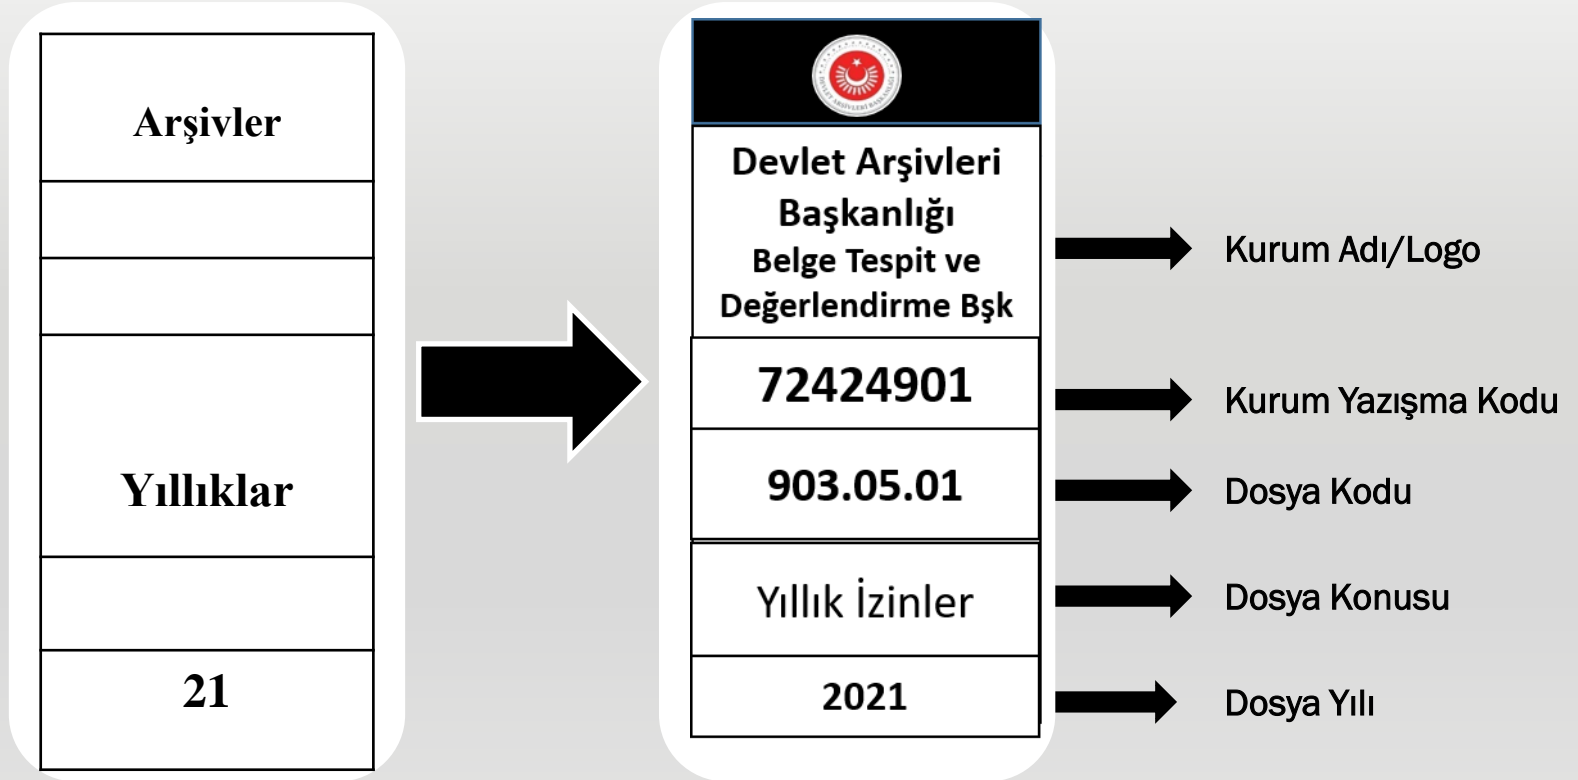 Arşivler
Yıllıklar
21
Devlet Arşivleri
Başkanlığı
Belge Tespit ve
Değerlendirme Bşk
72424901
903.05.01
Yıllık İzinler
2021
Kurum Adı/Logo
Kurum Yazışma Kodu
Dosya Kodu
Dosya Konusu
Dosya Yılı